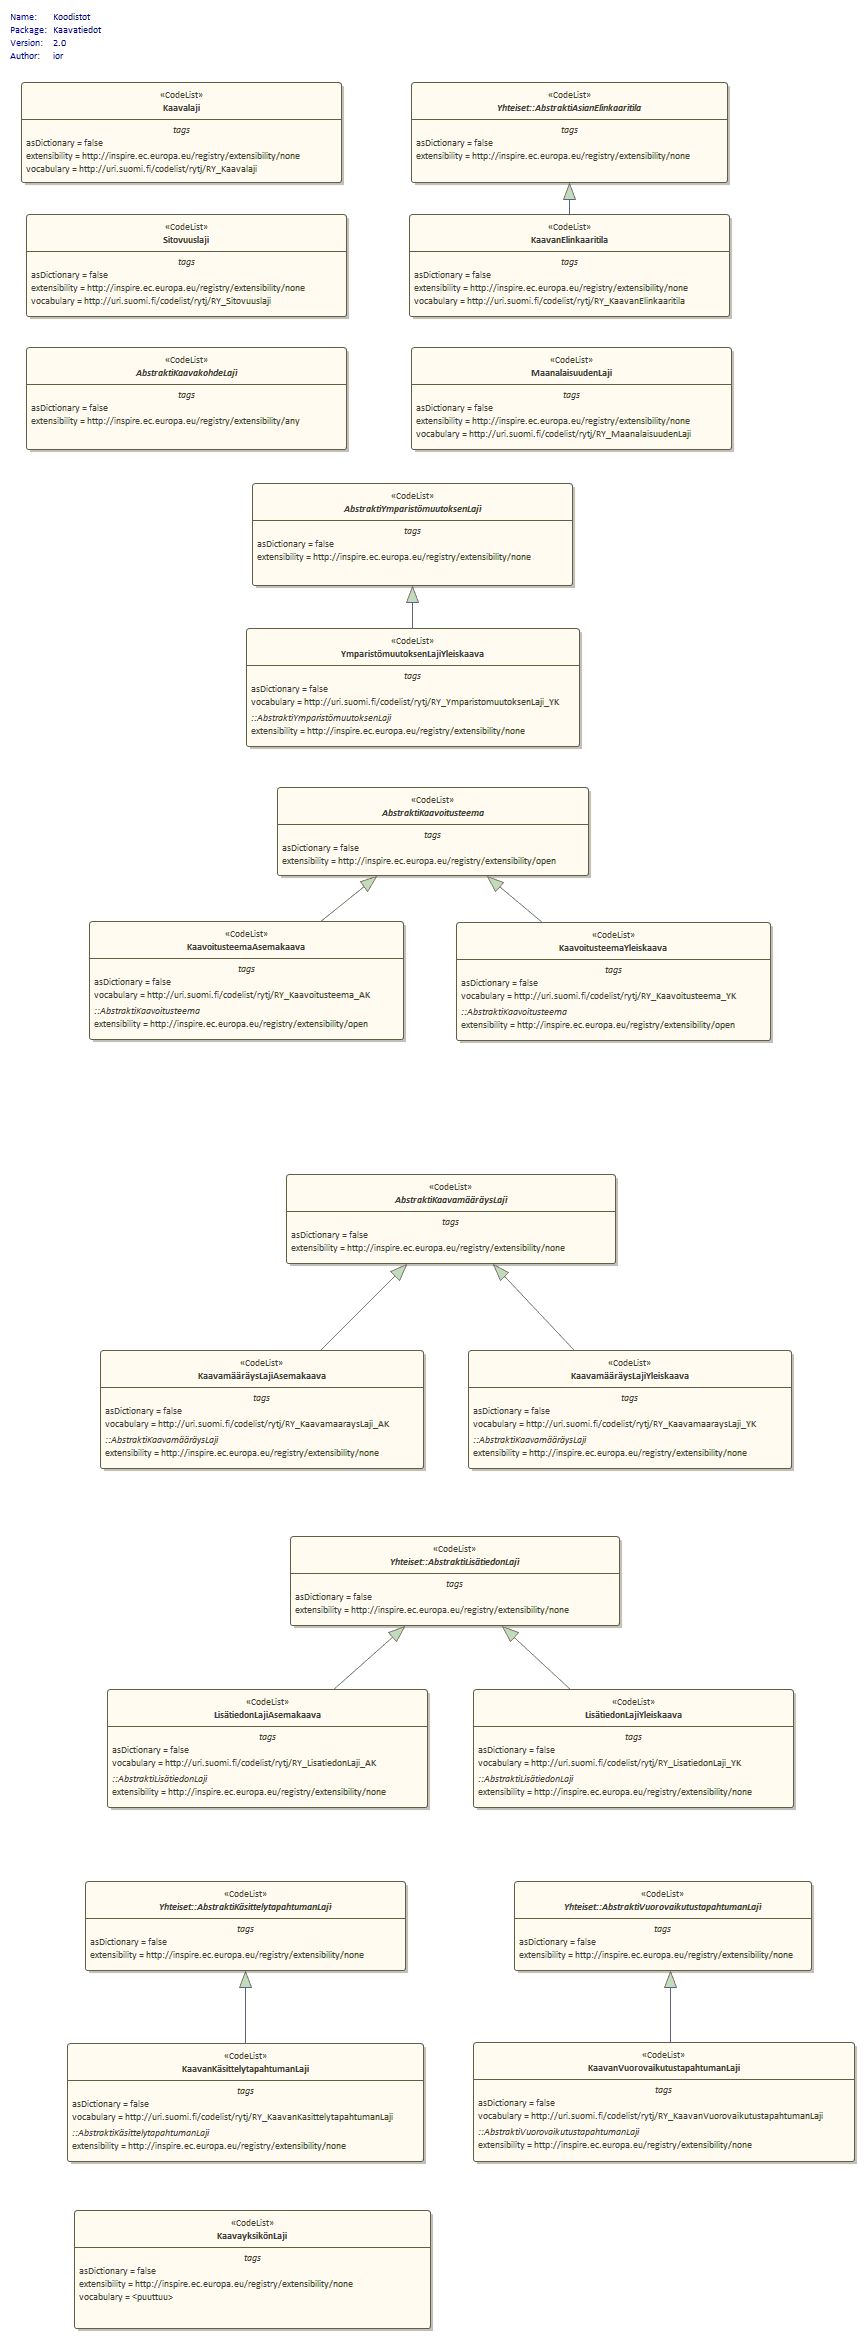 Name: Koodistot
Package: Kaavatiedot
Version: 2.0
Author: ior
«CodeList»
Kaavalaji
tags
asDictionary = false
extensibility = http://inspire.ec.europa.eu/registry/extensibility/none
vocabulary = http://uri.suomi.fi/codelist/rytj/RY_Kaavalaji
«CodeList»
Yhteiset::AbstraktiAsianElinkaaritila
tags
asDictionary = false
extensibility = http://inspire.ec.europa.eu/registry/extensibility/none
«CodeList»
Sitovuuslaji
tags
asDictionary = false
extensibility = http://inspire.ec.europa.eu/registry/extensibility/none
vocabulary = http://uri.suomi.fi/codelist/rytj/RY_Sitovuuslaji
«CodeList»
KaavanElinkaaritila
tags
asDictionary = false
extensibility = http://inspire.ec.europa.eu/registry/extensibility/none
vocabulary = http://uri.suomi.fi/codelist/rytj/RY_KaavanElinkaaritila
«CodeList»
AbstraktiKaavakohdeLaji
tags
asDictionary = false
extensibility = http://inspire.ec.europa.eu/registry/extensibility/any
«CodeList»
MaanalaisuudenLaji
tags
asDictionary = false
extensibility = http://inspire.ec.europa.eu/registry/extensibility/none
vocabulary = http://uri.suomi.fi/codelist/rytj/RY_MaanalaisuudenLaji
«CodeList»
AbstraktiYmparistömuutoksenLaji
tags
asDictionary = false
extensibility = http://inspire.ec.europa.eu/registry/extensibility/none
«CodeList»
YmparistömuutoksenLajiYleiskaava
tags
asDictionary = false
vocabulary = http://uri.suomi.fi/codelist/rytj/RY_YmparistomuutoksenLaji_YK
::AbstraktiYmparistömuutoksenLaji
extensibility = http://inspire.ec.europa.eu/registry/extensibility/none
«CodeList»
AbstraktiKaavoitusteema
tags
asDictionary = false
extensibility = http://inspire.ec.europa.eu/registry/extensibility/open
«CodeList»
KaavoitusteemaAsemakaava
tags
asDictionary = false
vocabulary = http://uri.suomi.fi/codelist/rytj/RY_Kaavoitusteema_AK
::AbstraktiKaavoitusteema
extensibility = http://inspire.ec.europa.eu/registry/extensibility/open
«CodeList»
KaavoitusteemaYleiskaava
tags
asDictionary = false
vocabulary = http://uri.suomi.fi/codelist/rytj/RY_Kaavoitusteema_YK
::AbstraktiKaavoitusteema
extensibility = http://inspire.ec.europa.eu/registry/extensibility/open
«CodeList»
AbstraktiKaavamääräysLaji
tags
asDictionary = false
extensibility = http://inspire.ec.europa.eu/registry/extensibility/none
«CodeList»
KaavamääräysLajiAsemakaava
tags
asDictionary = false
vocabulary = http://uri.suomi.fi/codelist/rytj/RY_KaavamaaraysLaji_AK
::AbstraktiKaavamääräysLaji
extensibility = http://inspire.ec.europa.eu/registry/extensibility/none
«CodeList»
KaavamääräysLajiYleiskaava
tags
asDictionary = false
vocabulary = http://uri.suomi.fi/codelist/rytj/RY_KaavamaaraysLaji_YK
::AbstraktiKaavamääräysLaji
extensibility = http://inspire.ec.europa.eu/registry/extensibility/none
«CodeList»
Yhteiset::AbstraktiLisätiedonLaji
tags
asDictionary = false
extensibility = http://inspire.ec.europa.eu/registry/extensibility/none
«CodeList»
LisätiedonLajiAsemakaava
tags
asDictionary = false
vocabulary = http://uri.suomi.fi/codelist/rytj/RY_LisatiedonLaji_AK
::AbstraktiLisätiedonLaji
extensibility = http://inspire.ec.europa.eu/registry/extensibility/none
«CodeList»
LisätiedonLajiYleiskaava
tags
asDictionary = false
vocabulary = http://uri.suomi.fi/codelist/rytj/RY_LisatiedonLaji_YK
::AbstraktiLisätiedonLaji
extensibility = http://inspire.ec.europa.eu/registry/extensibility/none
«CodeList»
Yhteiset::AbstraktiKäsittelytapahtumanLaji
tags
asDictionary = false
extensibility = http://inspire.ec.europa.eu/registry/extensibility/none
«CodeList»
Yhteiset::AbstraktiVuorovaikutustapahtumanLaji
tags
asDictionary = false
extensibility = http://inspire.ec.europa.eu/registry/extensibility/none
«CodeList»
KaavanKäsittelytapahtumanLaji
tags
asDictionary = false
vocabulary = http://uri.suomi.fi/codelist/rytj/RY_KaavanKasittelytapahtumanLaji
::AbstraktiKäsittelytapahtumanLaji
extensibility = http://inspire.ec.europa.eu/registry/extensibility/none
«CodeList»
KaavanVuorovaikutustapahtumanLaji
tags
asDictionary = false
vocabulary = http://uri.suomi.fi/codelist/rytj/RY_KaavanVuorovaikutustapahtumanLaji
::AbstraktiVuorovaikutustapahtumanLaji
extensibility = http://inspire.ec.europa.eu/registry/extensibility/none
«CodeList»
KaavayksikönLaji
tags
asDictionary = false
extensibility = http://inspire.ec.europa.eu/registry/extensibility/none
vocabulary = <puuttuu>